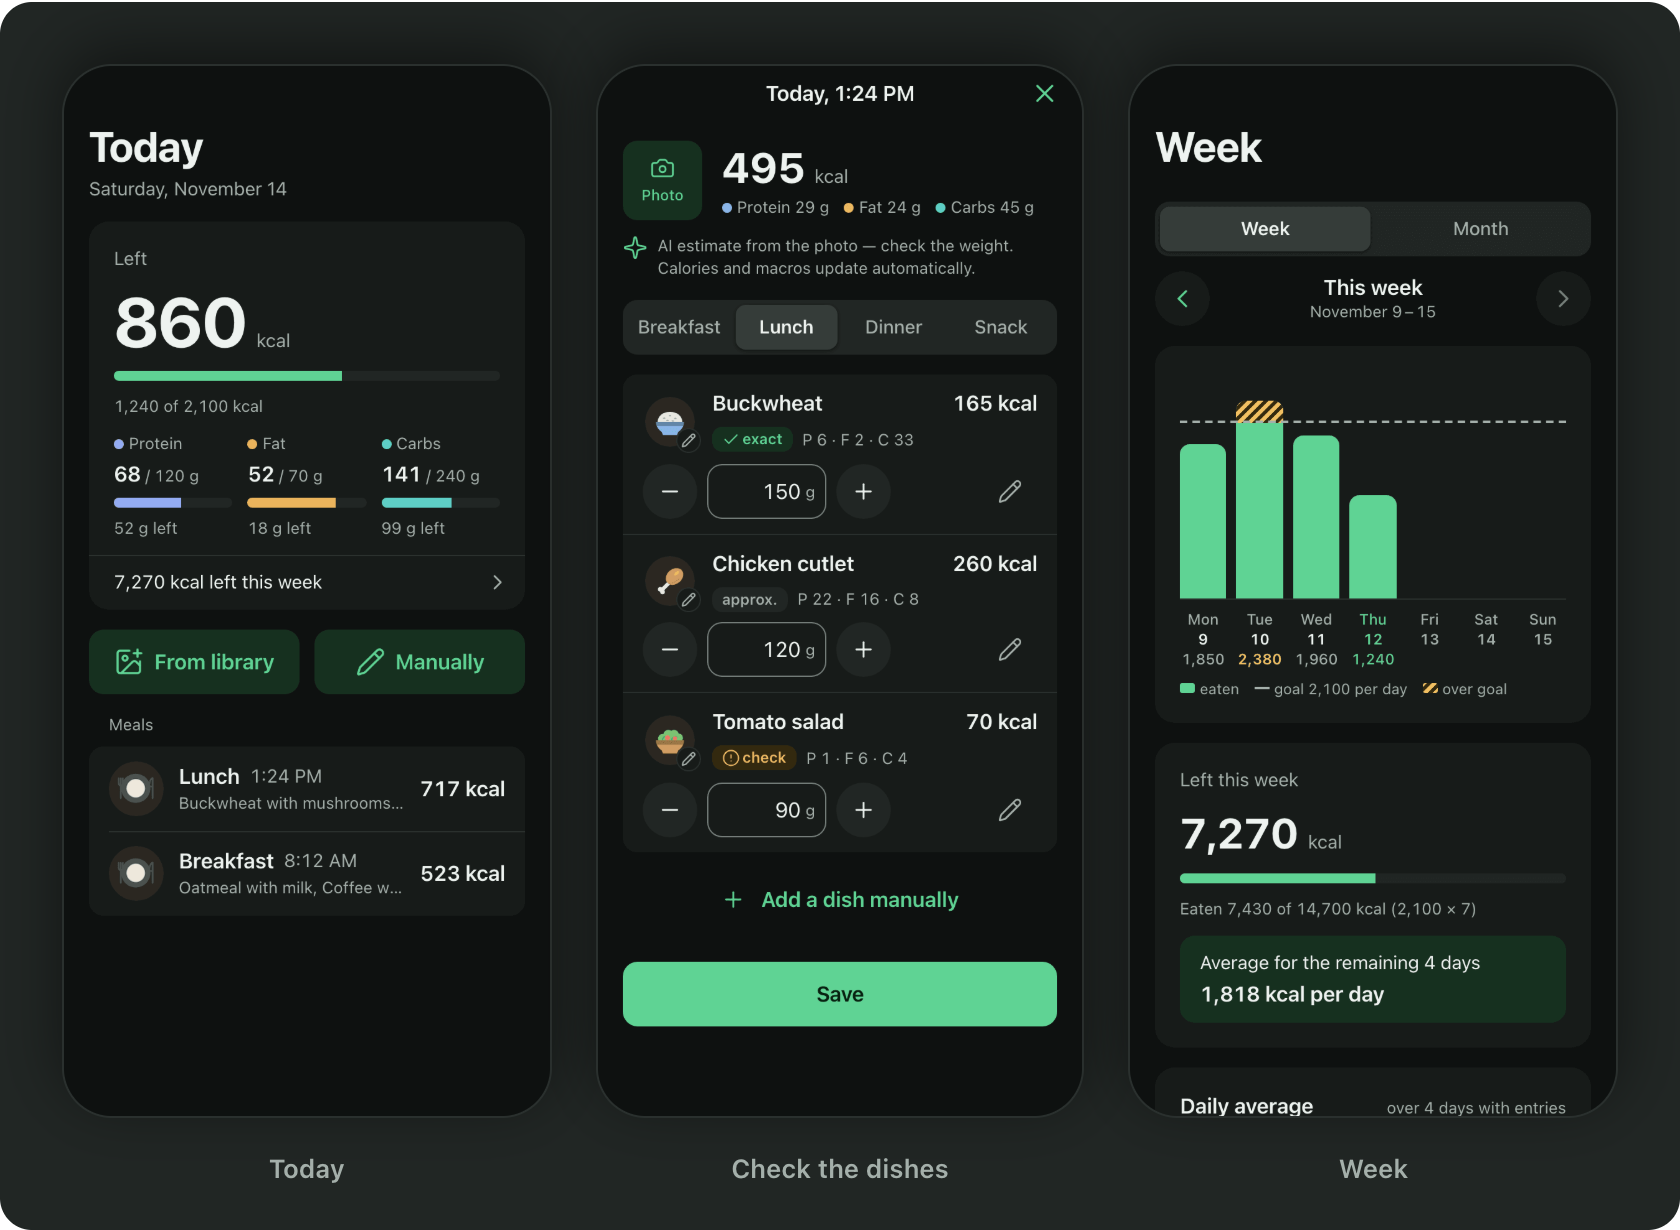 Today
Saturday, November 14
Left
860 kcal
1,240 of 2,100 kcal
Protein
Fat
Carbs
68 / 120 g
52 / 70 g
141 / 240 g
52 g left
18 g left
99 g left
7,270 kcal left this week
From library
Manually
Meals
Lunch 1:24 PM
717 kcal
Buckwheat with mushrooms...
Breakfast 8:12 AM
523 kcal
Oatmeal with milk, Coffee w...
Today
Today, 1:24 PM
Photo
495 kcal
Protein 29 g
Fat 24 g
Carbs 45 g
AI estimate from the photo — check the weight.
Calories and macros update automatically.
Breakfast
Lunch
Dinner
Snack
Buckwheat
165 kcal
exact
P 6 · F 2 · C 33
150 g
Chicken cutlet
260 kcal
approx.
P 22 · F 16 · C 8
120 g
Tomato salad
70 kcal
check
P 1 · F 6 · C 4
90 g
+ Add a dish manually
Save
Check the dishes
Week
Week
Month
This week
November 9 – 15
Mon Tue Wed Thu Fri Sat Sun
9 10 11 12 13 14 15
1,850 2,380 1,960 1,240
eaten
goal 2,100 per day
over goal
Left this week
7,270 kcal
Eaten 7,430 of 14,700 kcal (2,100 × 7)
Average for the remaining 4 days
1,818 kcal per day
Daily average
over 4 days with entries
Week